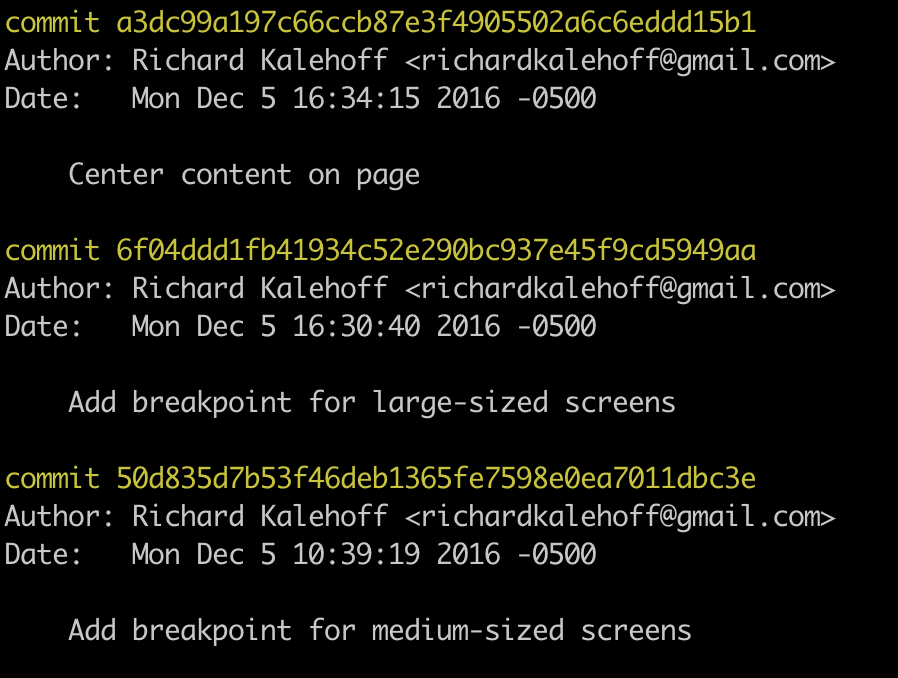 commit a3dc99a197c66ccb87e3f4905502a6c6eddd15b1
Author: Richard Kalehoff <richardkalehoff@gmail.com>
Date:   Mon Dec 5 16:34:15 2016 -0500
    Center content on page
commit 6f04ddd1fb41934c52e290bc937e45f9cd5949aa
Author: Richard Kalehoff <richardkalehoff@gmail.com>
Date:   Mon Dec 5 16:30:40 2016 -0500
    Add breakpoint for large-sized screens
commit 50d835d7b53f46deb1365fe7598e0ea7011dbc3e
Author: Richard Kalehoff <richardkalehoff@gmail.com>
Date:   Mon Dec 5 10:39:19 2016 -0500
    Add breakpoint for medium-sized screens